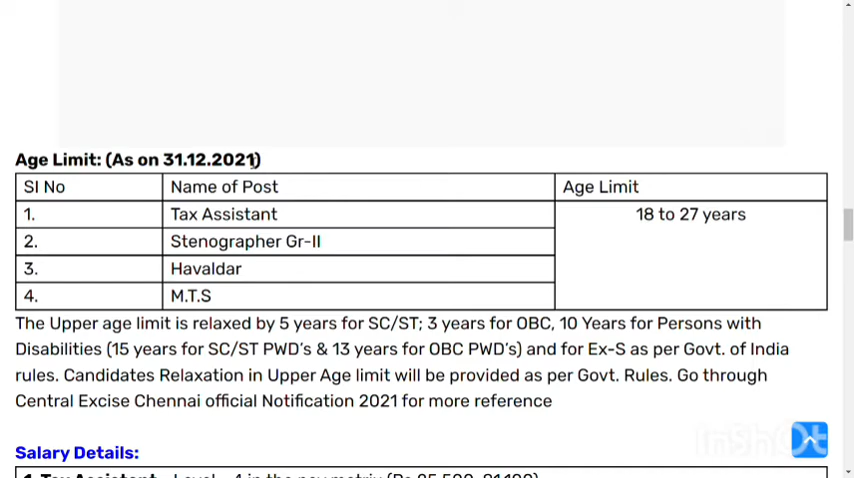 Age Limit: (As on 31.12.2021)
Sl No Name of Post Age Limit
1. Tax Assistant 18 to 27 years
2. Stenographer Gr-II
3. Havaldar
4. M.T.S
The Upper age limit is relaxed by 5 years for SC/ST; 3 years for OBC, 10 Years for Persons with
Disabilities (15 years for SC/ST PWD's & 13 years for OBC PWD's) and for Ex-S as per Govt. of India
rules. Candidates Relaxation in Upper Age limit will be provided as per Govt. Rules. Go through
Central Excise Chennai official Notification 2021 for more reference
InShOt
Salary Details: